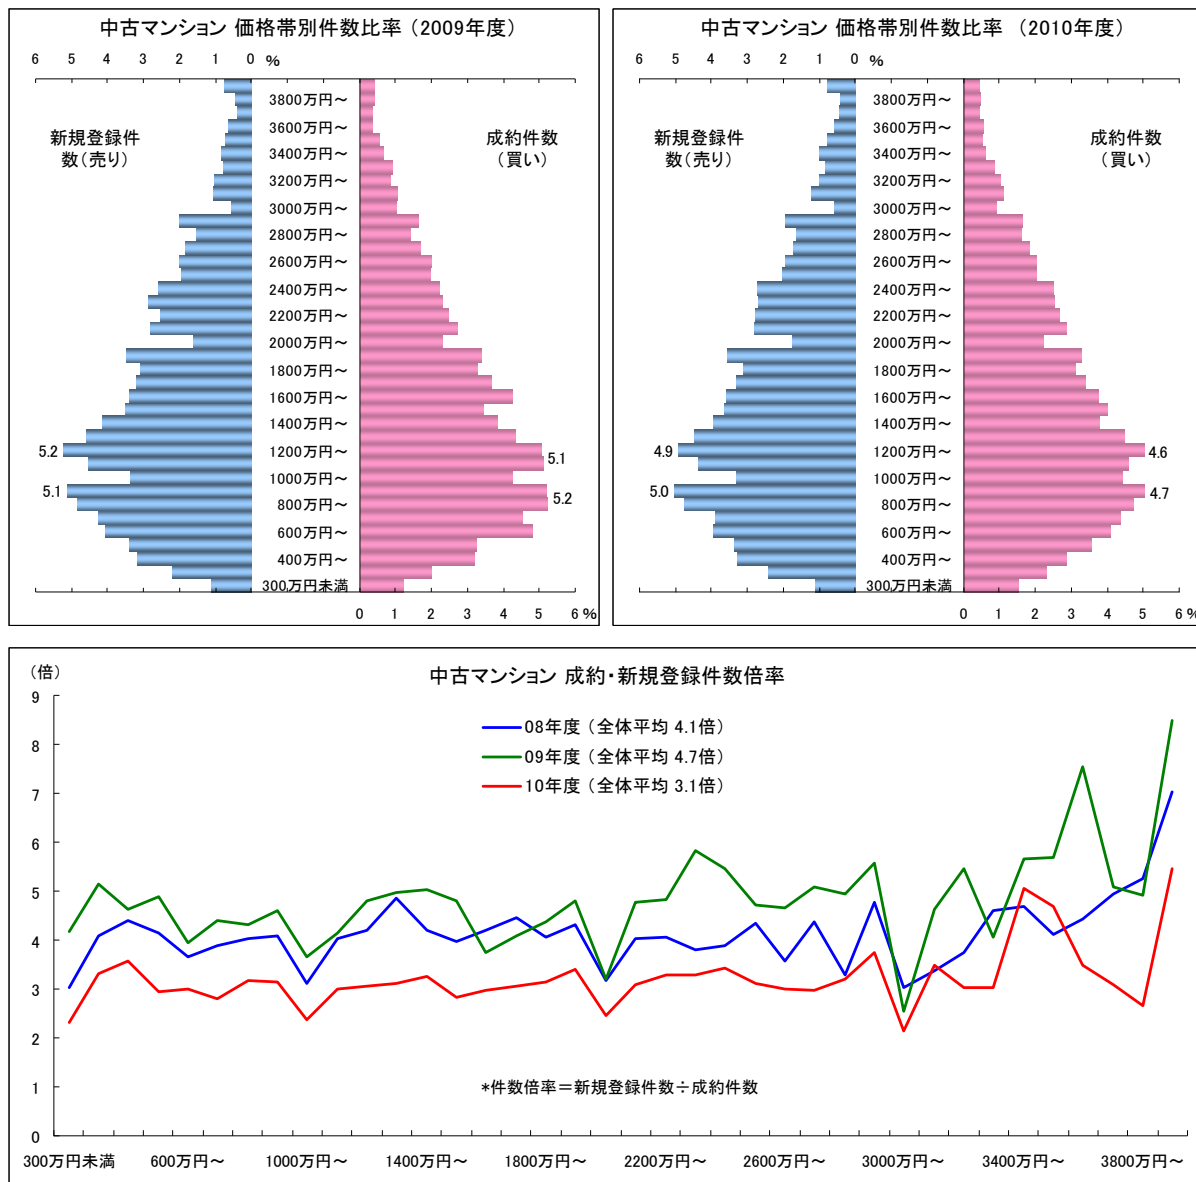 中古マンション 価格帯別件数比率（2009年度）
6 5 4 3 2 1 0 %
3800万円～
3600万円～
3400万円～
3200万円～
3000万円～
2800万円～
2600万円～
2400万円～
2200万円～
2000万円～
1800万円～
1600万円～
1400万円～
1200万円～
1000万円～
800万円～
600万円～
400万円～
300万円未満
新規登録件
数（売り）
成約件数
（買い）
5.2
5.1
5.1
5.2
0 1 2 3 4 5 6 %
中古マンション 価格帯別件数比率 （2010年度）
6 5 4 3 2 1 0 %
3800万円～
3600万円～
3400万円～
3200万円～
3000万円～
2800万円～
2600万円～
2400万円～
2200万円～
2000万円～
1800万円～
1600万円～
1400万円～
1200万円～
1000万円～
800万円～
600万円～
400万円～
300万円未満
新規登録件
数（売り）
成約件数
（買い）
4.9
4.6
5.0
4.7
0 1 2 3 4 5 6 %
中古マンション 成約・新規登録件数倍率
（倍）
9
8
7
6
5
4
3
2
1
0
08年度（全体平均 4.1倍）
09年度（全体平均 4.7倍）
10年度（全体平均 3.1倍）
*件数倍率＝新規登録件数÷成約件数
300万円未満 600万円～ 1000万円～ 1400万円～ 1800万円～ 2200万円～ 2600万円～ 3000万円～ 3400万円～ 3800万円～